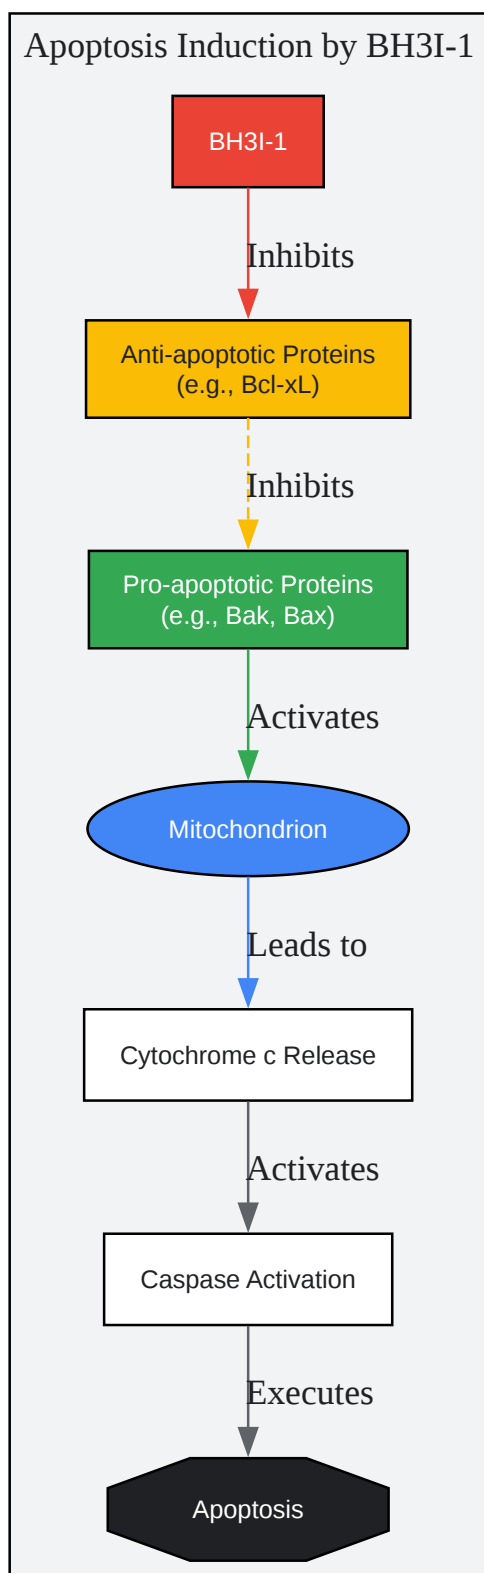 Apoptosis Induction by BH3I-1
BH3I-1
Inhibits
Anti-apoptotic Proteins
(e.g., Bcl-xL)
Inhibits
Pro-apoptotic Proteins
(e.g., Bak, Bax)
Activates
Mitochondrion
Leads to
Cytochrome c Release
Activates
Caspase Activation
Executes
Apoptosis